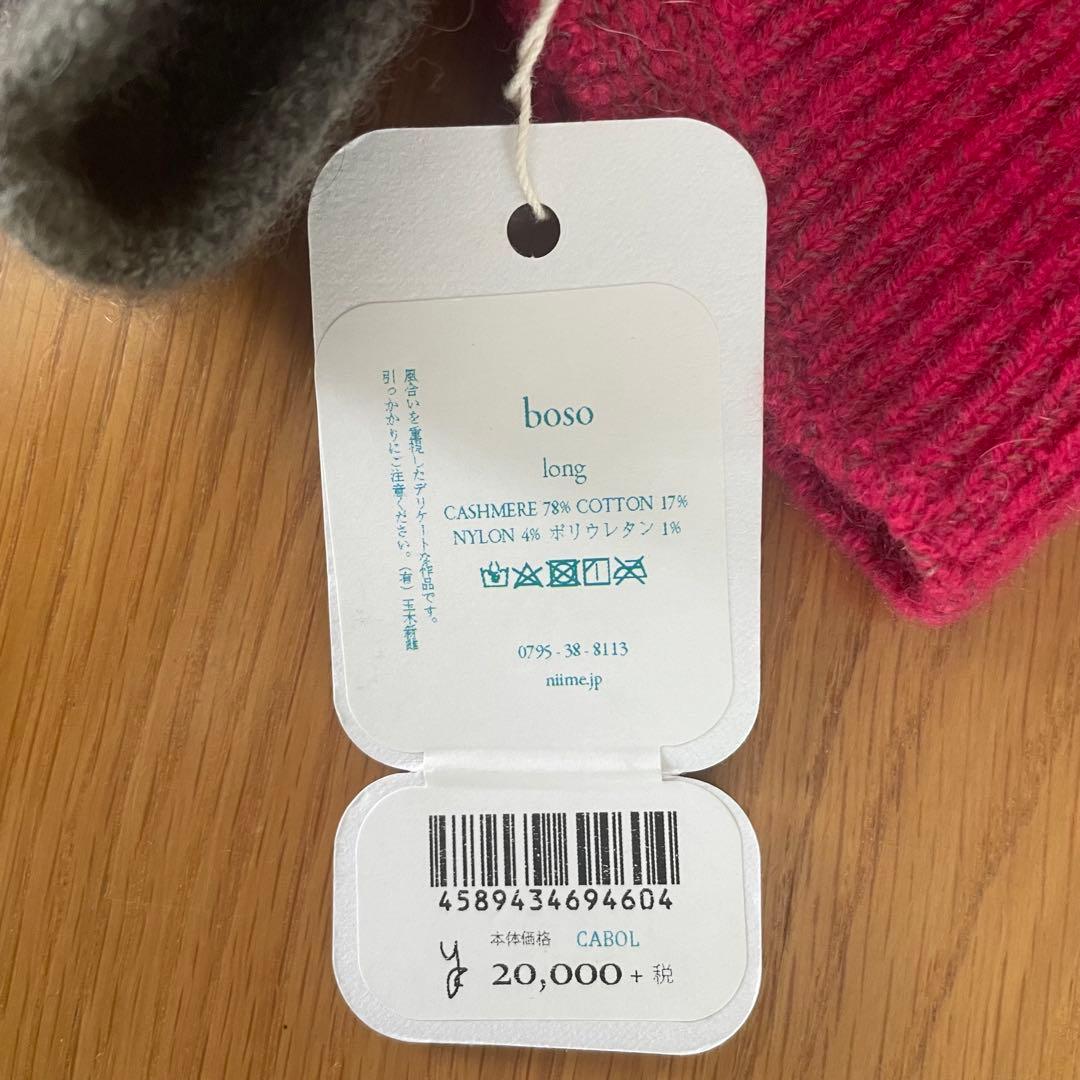 風合いを重視したデリケートな作品です。
引っかかりにご注意ください。（有）玉木新雌
boso
long
CASHMERE 78% COTTON 17%
NYLON 4% ポリウレタン 1%
0795-38-8113
niime.jp
4589434694604
本体価格 CABOL
¥ 20,000 + 税